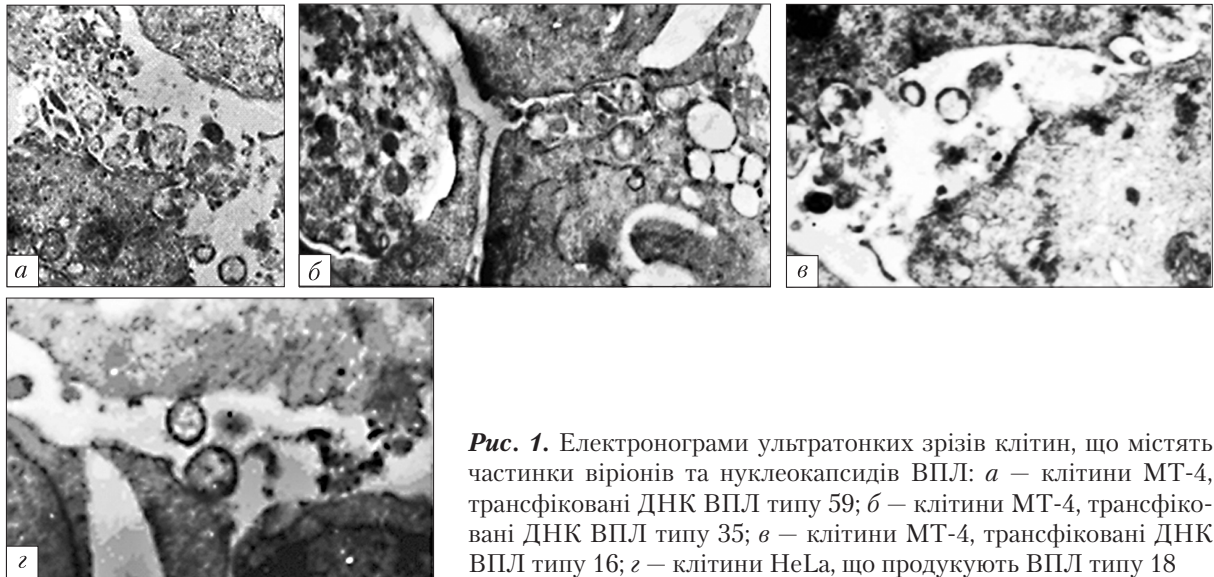 а
б
в
г
Рис. 1. Електронограми ультратонких зрізів клітин, що містять
частинки віріонів та нуклеокапсидів ВПЛ: а — клітини МТ-4,
трансфіковані ДНК ВПЛ типу 59; б — клітини МТ-4, трансфіко-
вані ДНК ВПЛ типу 35; в — клітини МТ-4, трансфіковані ДНК
ВПЛ типу 16; г — клітини HeLa, що продукують ВПЛ типу 18